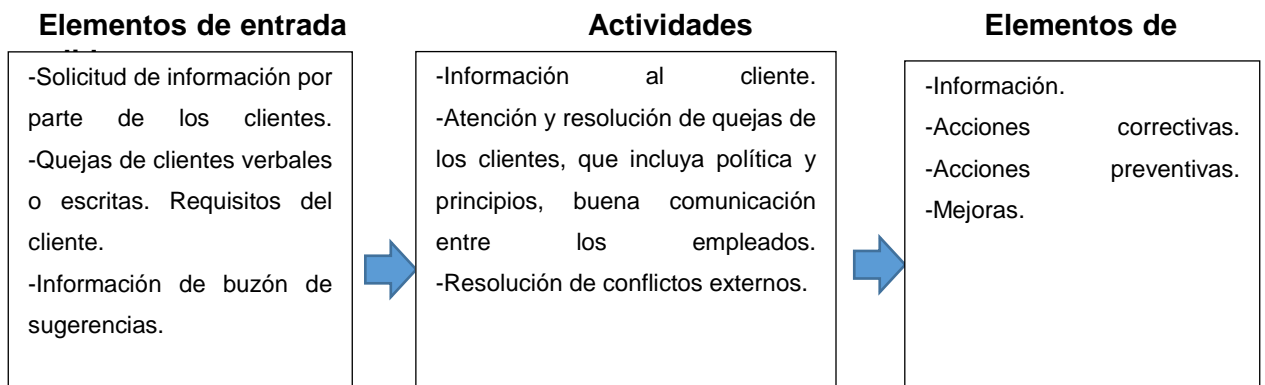 Elementos de entrada
-Solicitud de información por
parte de los clientes.
-Quejas de clientes verbales
o escritas. Requisitos del
cliente.
-Información de buzón de
sugerencias.
Actividades
-Información al cliente.
-Atención y resolución de quejas de
los clientes, que incluya política y
principios, buena comunicación
entre los empleados.
-Resolución de conflictos externos.
Elementos de
-Información.
-Acciones correctivas.
-Acciones preventivas.
-Mejoras.